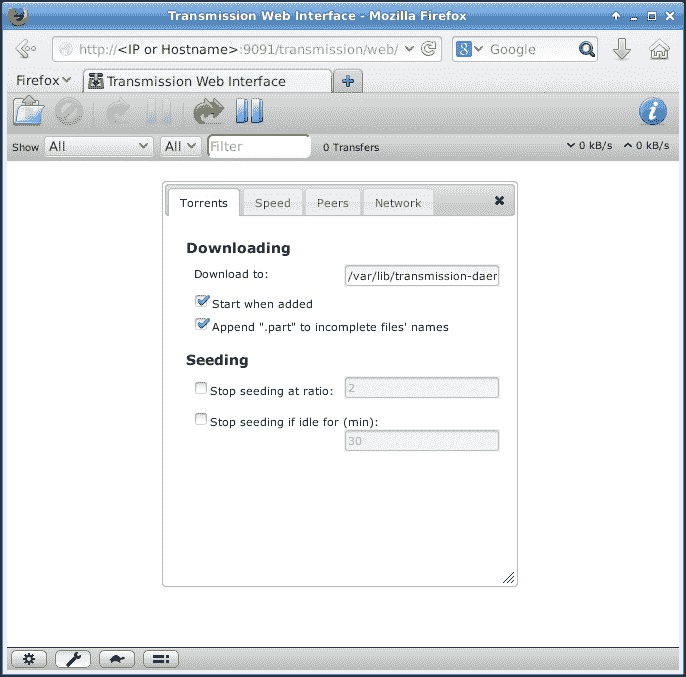 Transmission Web Interface - Mozilla Firefox
http://<IP or Hostname>:9091/transmission/web/
8 Google
Firefox
Transmission Web Interface
Show All All Filter 0 Transfers 0 kB/s 0 kB/s
Torrents Speed Peers Network
Downloading
Download to: /var/lib/transmission-daer
Start when added
Append ".part" to incomplete files' names
Seeding
Stop seeding at ratio: 2
Stop seeding if idle for (min):
30